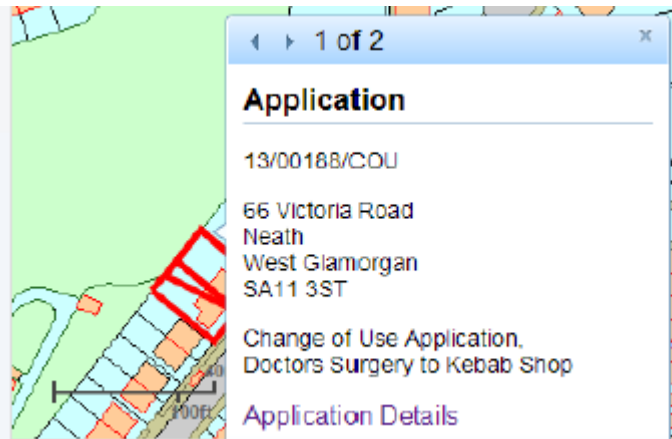 1 of 2
×
Application
13/00188/COU
66 Victoria Road
Neath
West Glamorgan
SA11 3ST
Change of Use Application,
Doctors Surgery to Kebab Shop
Application Details
100ft